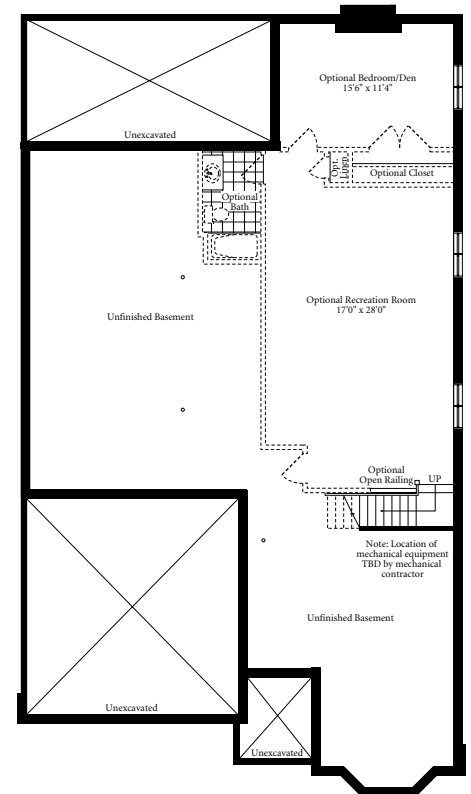 Optional Bedroom/Den
15'6" x 11'4"
Unexcavated
Opt.
Linen
Optional Closet
Optional
Bath
Optional Recreation Room
17'0" x 28'0"
Unfinished Basement
Optional
Open Railing
UP
Note: Location of
mechanical equipment
TBD by mechanical
contractor
Unfinished Basement
Unexcavated
Unexcavated